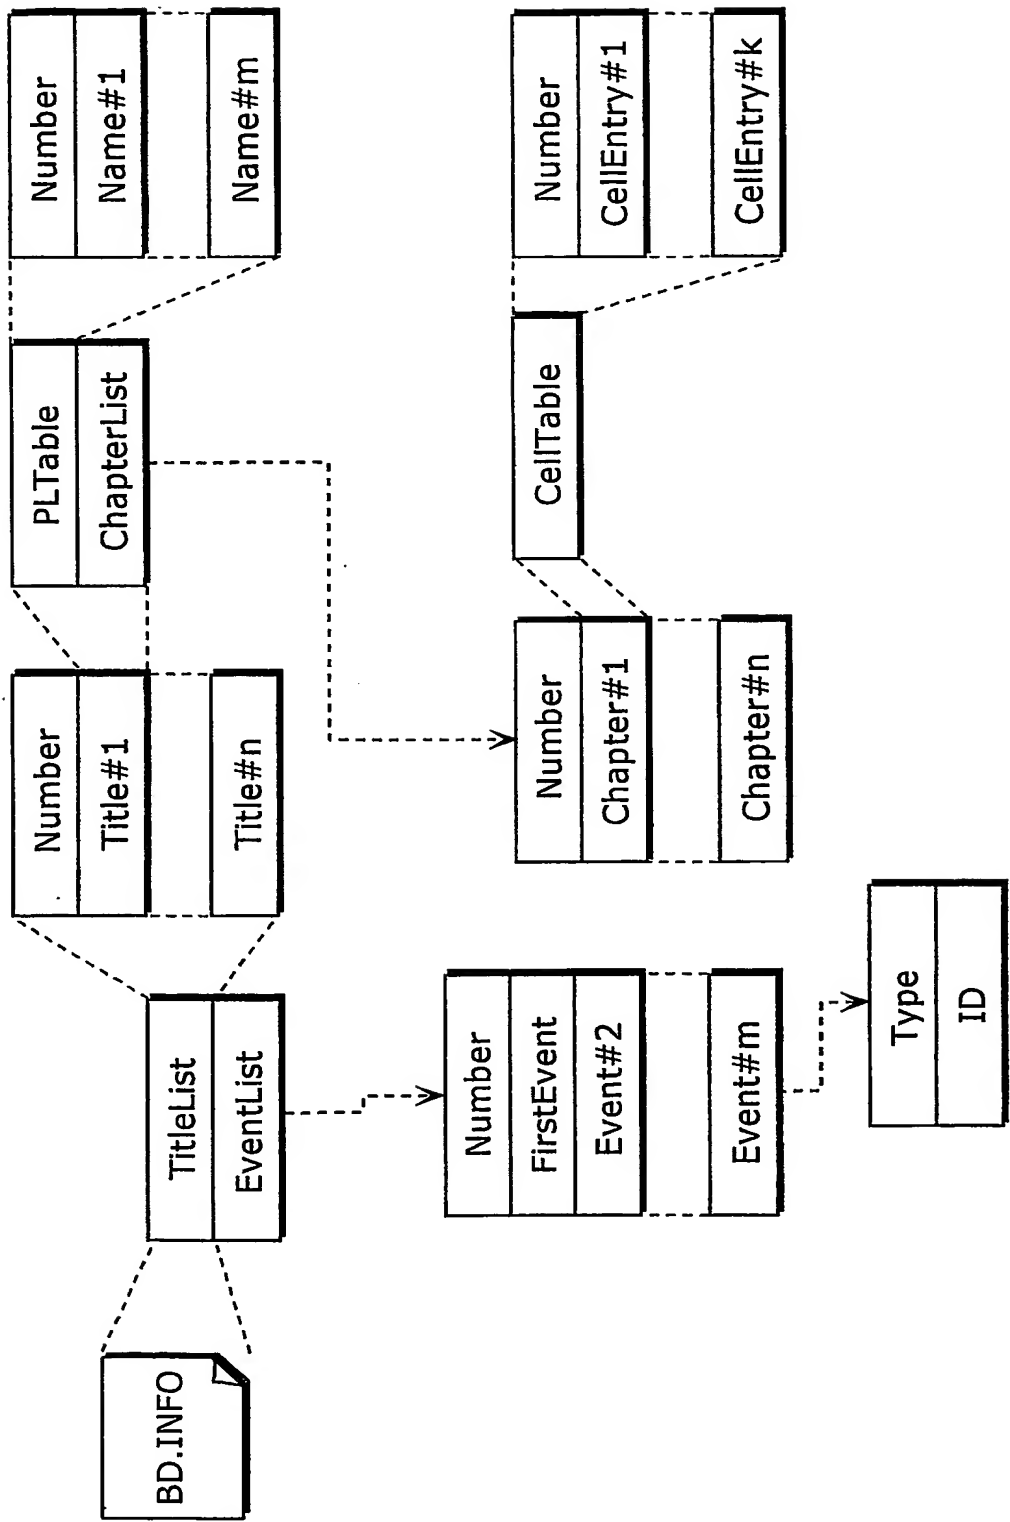 BD.INFO
TitleList
EventList
Number
Title#1
Title#n
PLTable
ChapterList
Number
Name#1
Name#m
Number
FirstEvent
Event#2
Event#m
Type
ID
Number
Chapter#1
Chapter#n
CellTable
Number
CellEntry#1
CellEntry#k